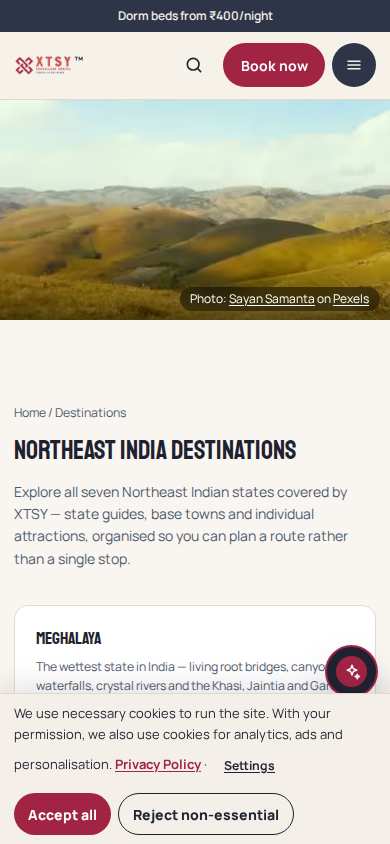 Dorm beds from ₹400/night
XTSY ™
Book now
Photo: Sayan Samanta on Pexels
Home / Destinations
NORTHEAST INDIA DESTINATIONS
Explore all seven Northeast Indian states covered by
XTSY — state guides, base towns and individual
attractions, organised so you can plan a route rather
than a single stop.
MEGHALAYA
The wettest state in India — living root bridges,
waterfalls, crystal rivers and the Khasi, Jaintia and
We use necessary cookies to run the site. With your
permission, we also use cookies for analytics, ads and
personalisation. Privacy Policy · Settings
Accept all
Reject non-essential